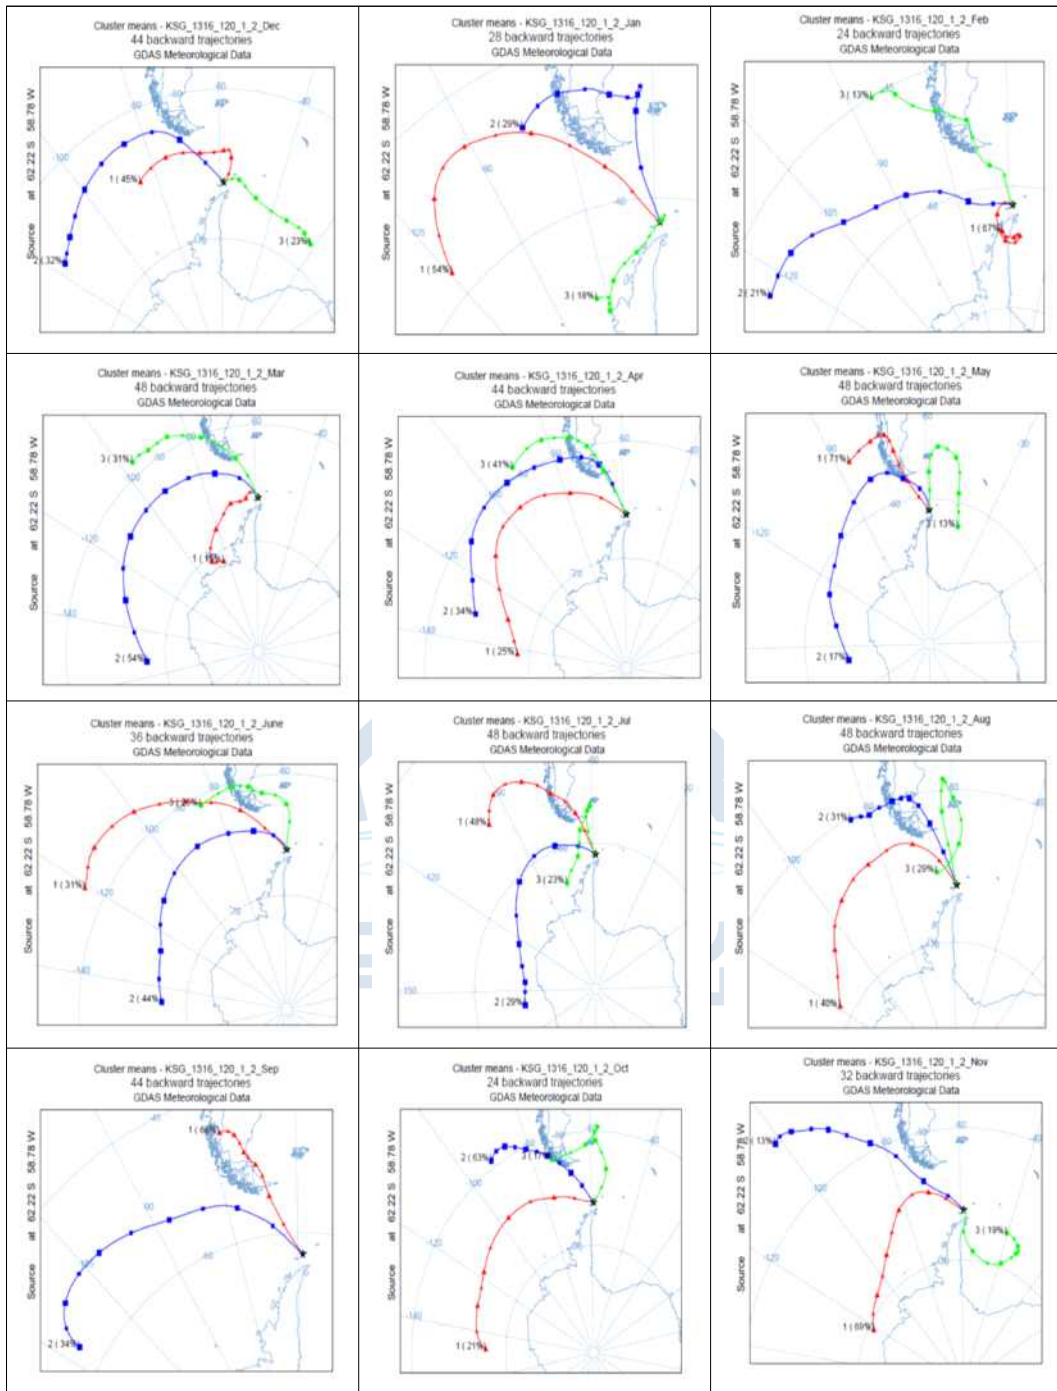 Cluster means - KSG_1316_120_1_2_Dec
44 backward trajectories
GDAS Meteorological Data
Source at 62.22 S 58.78 W
1 (45%)
2 (32%)
3 (23%)
Cluster means - KSG_1316_120_1_2_Jan
28 backward trajectories
GDAS Meteorological Data
2 (29%)
1 (54%)
3 (18%)
Cluster means - KSG_1316_120_1_2_Feb
24 backward trajectories
GDAS Meteorological Data
Source at 62.22 S 58.78 W
3 (13%)
1 (67%)
2 (21%)
Cluster means - KSG_1316_120_1_2_Mar
48 backward trajectories
GDAS Meteorological Data
Source at 62.22 S 58.78 W
3 (31%)
2 (54%)
Cluster means - KSG_1316_120_1_2_Apr
44 backward trajectories
GDAS Meteorological Data
Source at 62.22 S 58.78 W
3 (41%)
2 (34%)
1 (25%)
Cluster means - KSG_1316_120_1_2_May
48 backward trajectories
GDAS Meteorological Data
Source at 62.22 S 58.78 W
1 (71%)
3 (13%)
2 (17%)
Cluster means - KSG_1316_120_1_2_June
36 backward trajectories
GDAS Meteorological Data
Source at 62.22 S 58.78 W
1 (31%)
2 (44%)
Cluster means - KSG_1316_120_1_2_Jul
48 backward trajectories
GDAS Meteorological Data
Source at 62.22 S 58.78 W
1 (48%)
3 (23%)
2 (29%)
Cluster means - KSG_1316_120_1_2_Aug
48 backward trajectories
GDAS Meteorological Data
Source at 62.22 S 58.78 W
2 (31%)
3 (29%)
1 (40%)
Cluster means - KSG_1316_120_1_2_Sep
44 backward trajectories
GDAS Meteorological Data
Source at 62.22 S 58.78 W
2 (34%)
Cluster means - KSG_1316_120_1_2_Oct
24 backward trajectories
GDAS Meteorological Data
Source at 62.22 S 58.78 W
2 (63%)
1 (21%)
Cluster means - KSG_1316_120_1_2_Nov
32 backward trajectories
GDAS Meteorological Data
Source at 62.22 S 58.78 W
3 (19%)
1 (69%)